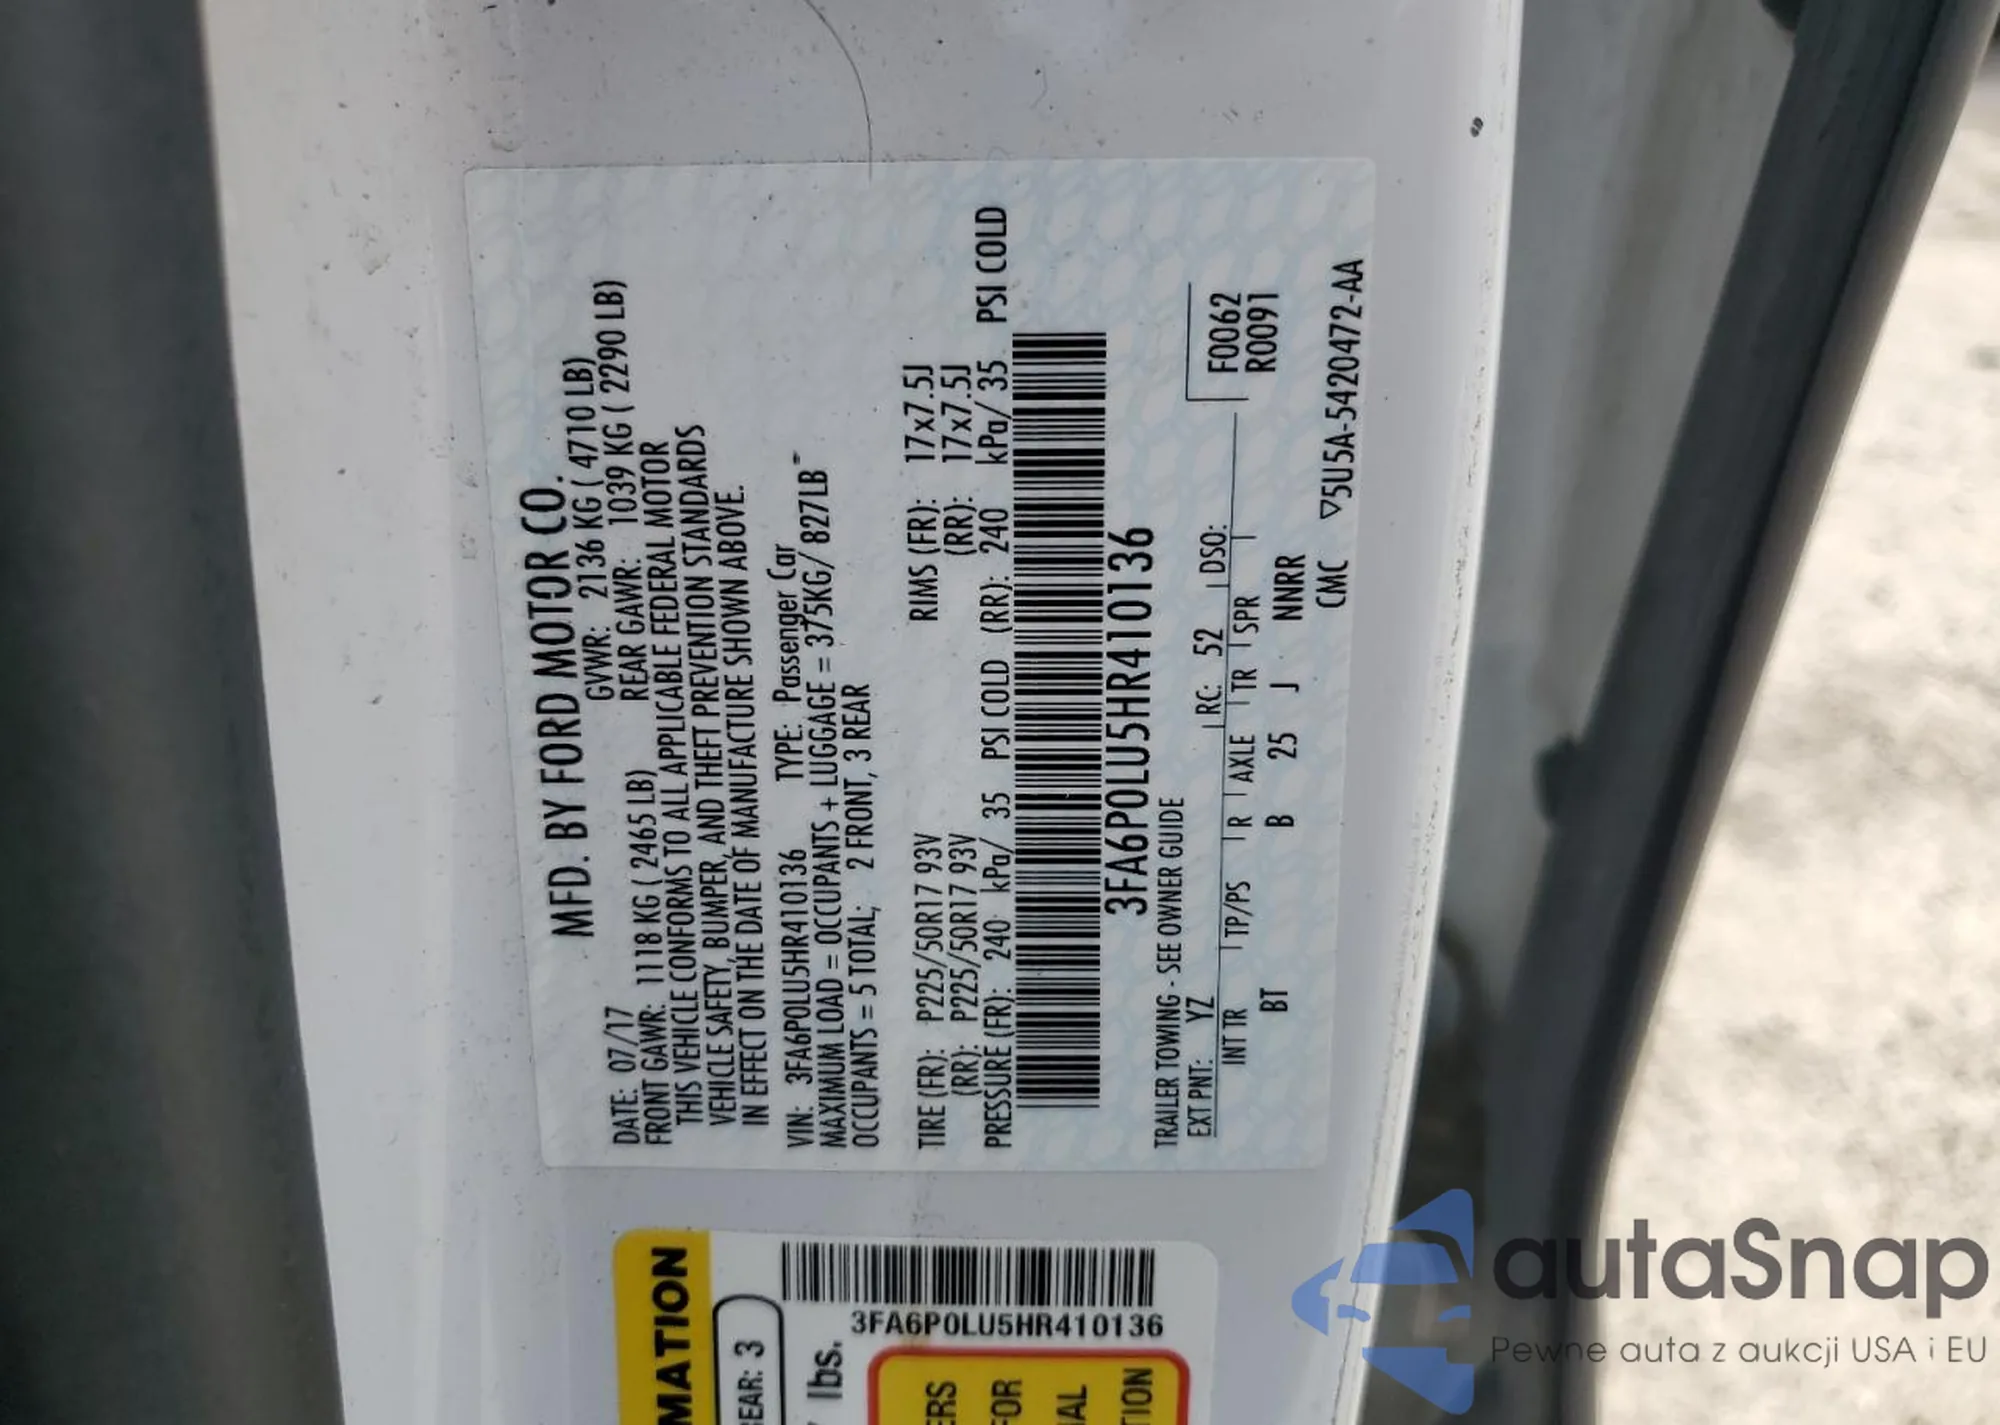 MFD. BY FORD MOTOR CO.
DATE: 07/17 GVWR: 2136 KG ( 4710 LB)
FRONT GAWR: 1118 KG ( 2465 LB) REAR GAWR: 1039 KG ( 2290 LB)
THIS VEHICLE CONFORMS TO ALL APPLICABLE FEDERAL MOTOR
VEHICLE SAFETY, BUMPER, AND THEFT PREVENTION STANDARDS
IN EFFECT ON THE DATE OF MANUFACTURE SHOWN ABOVE.
VIN: 3FA6P0LU5HR410136 TYPE: Passenger Car
MAXIMUM LOAD = OCCUPANTS + LUGGAGE = 375KG/ 827LB
OCCUPANTS = 5 TOTAL; 2 FRONT, 3 REAR
TIRE (FR): P225/50R17 93V RIMS (FR): 17x7.5J
(RR): P225/50R17 93V (RR): 17x7.5J
PRESSURE (FR): 240 kPa/ 35 PSI COLD (RR): 240 kPa/ 35 PSI COLD
3FA6P0LU5HR410136
TRAILER TOWING - SEE OWNER GUIDE
EXT PNT: YZ RC: 52 DSO: F0062
INT TR TP/PS R AXLE TR SPR R0091
BT B 25 J NNRR
CMC ▽5U5A-5420472-AA
MATION
EAR: 3
3FA6P0LU5HR410136
lbs.
ERS
FOR
AL
TION
autaSnap
Pewne auta z aukcji USA i EU